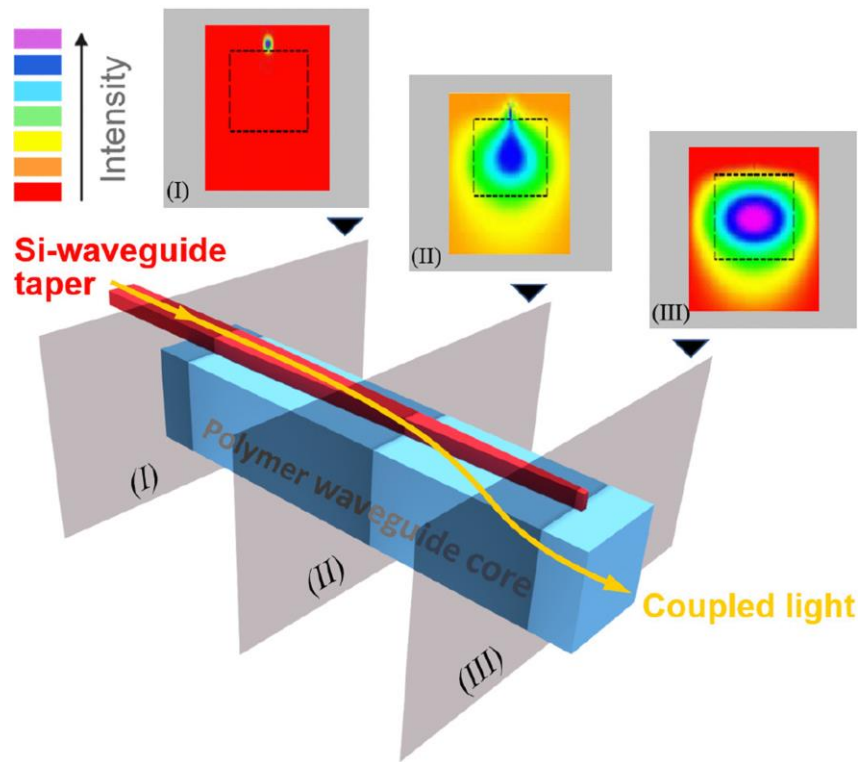 Intensity
(I)
(II)
(III)
Si-waveguide
taper
Polymer waveguide core
(I)
(II)
(III)
Coupled light